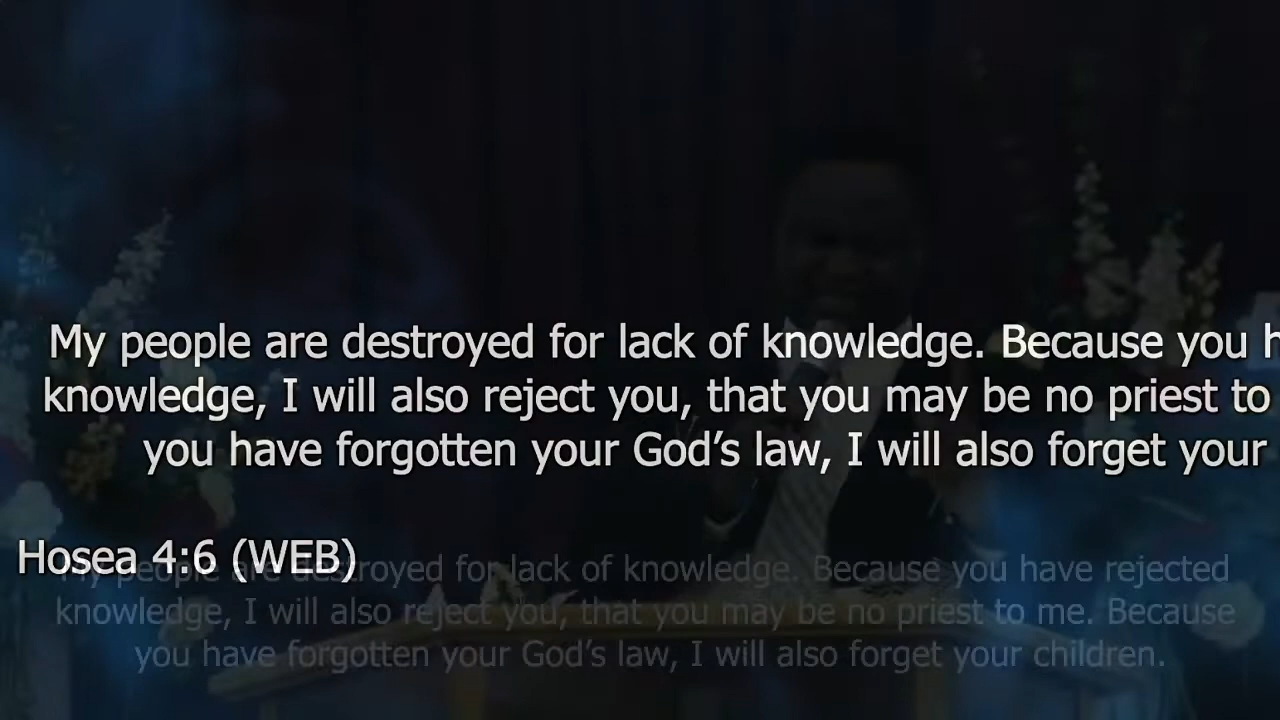 My people are destroyed for lack of knowledge. Because you h
knowledge, I will also reject you, that you may be no priest to
you have forgotten your God’s law, I will also forget your
Hosea 4:6 (WEB)
My people are destroyed for lack of knowledge. Because you have rejected
knowledge, I will also reject you, that you may be no priest to me. Because
you have forgotten your God’s law, I will also forget your children.